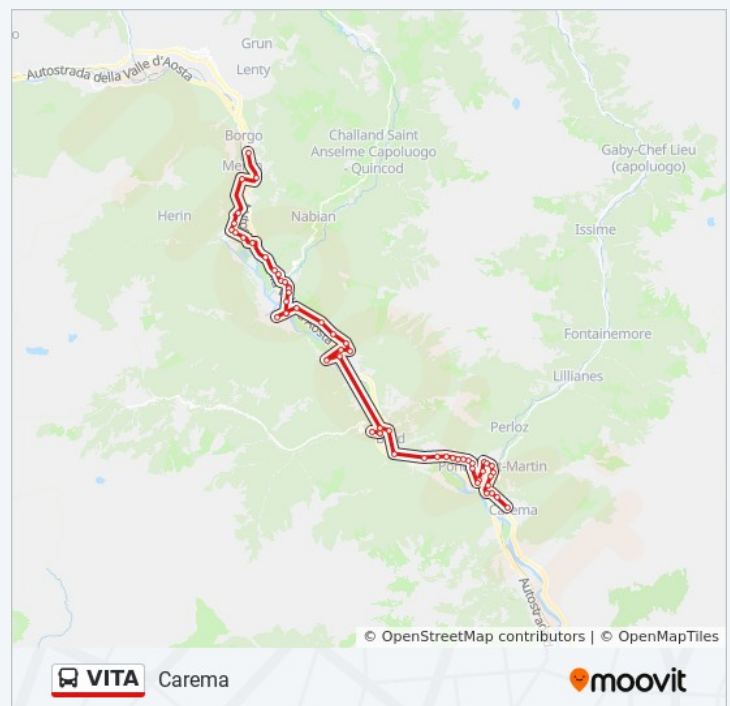 Grun
Autostrada della Valle d'Aosta
Lenty
Borgo
Challand Saint
Anselme Capoluogo
- Quincod
Gaby-Chef Lieu
(capoluogo)
Herin
Nabian
Issime
Fontainemore
Lillianes
Perloz
Carema
© OpenStreetMap contributors | © OpenMapTiles
VITA Carema
moovit